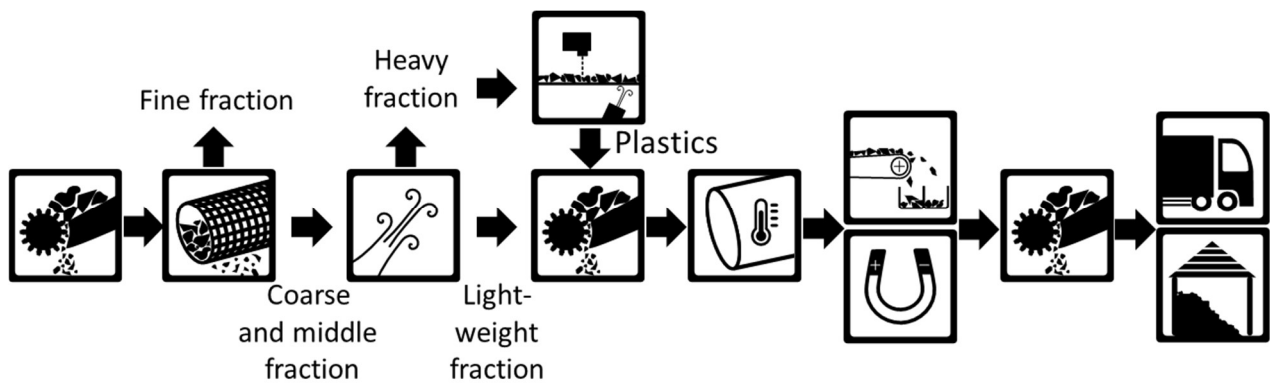 Heavy
fraction
Fine fraction
Plastics
Coarse
and middle
fraction
Light-
weight
fraction